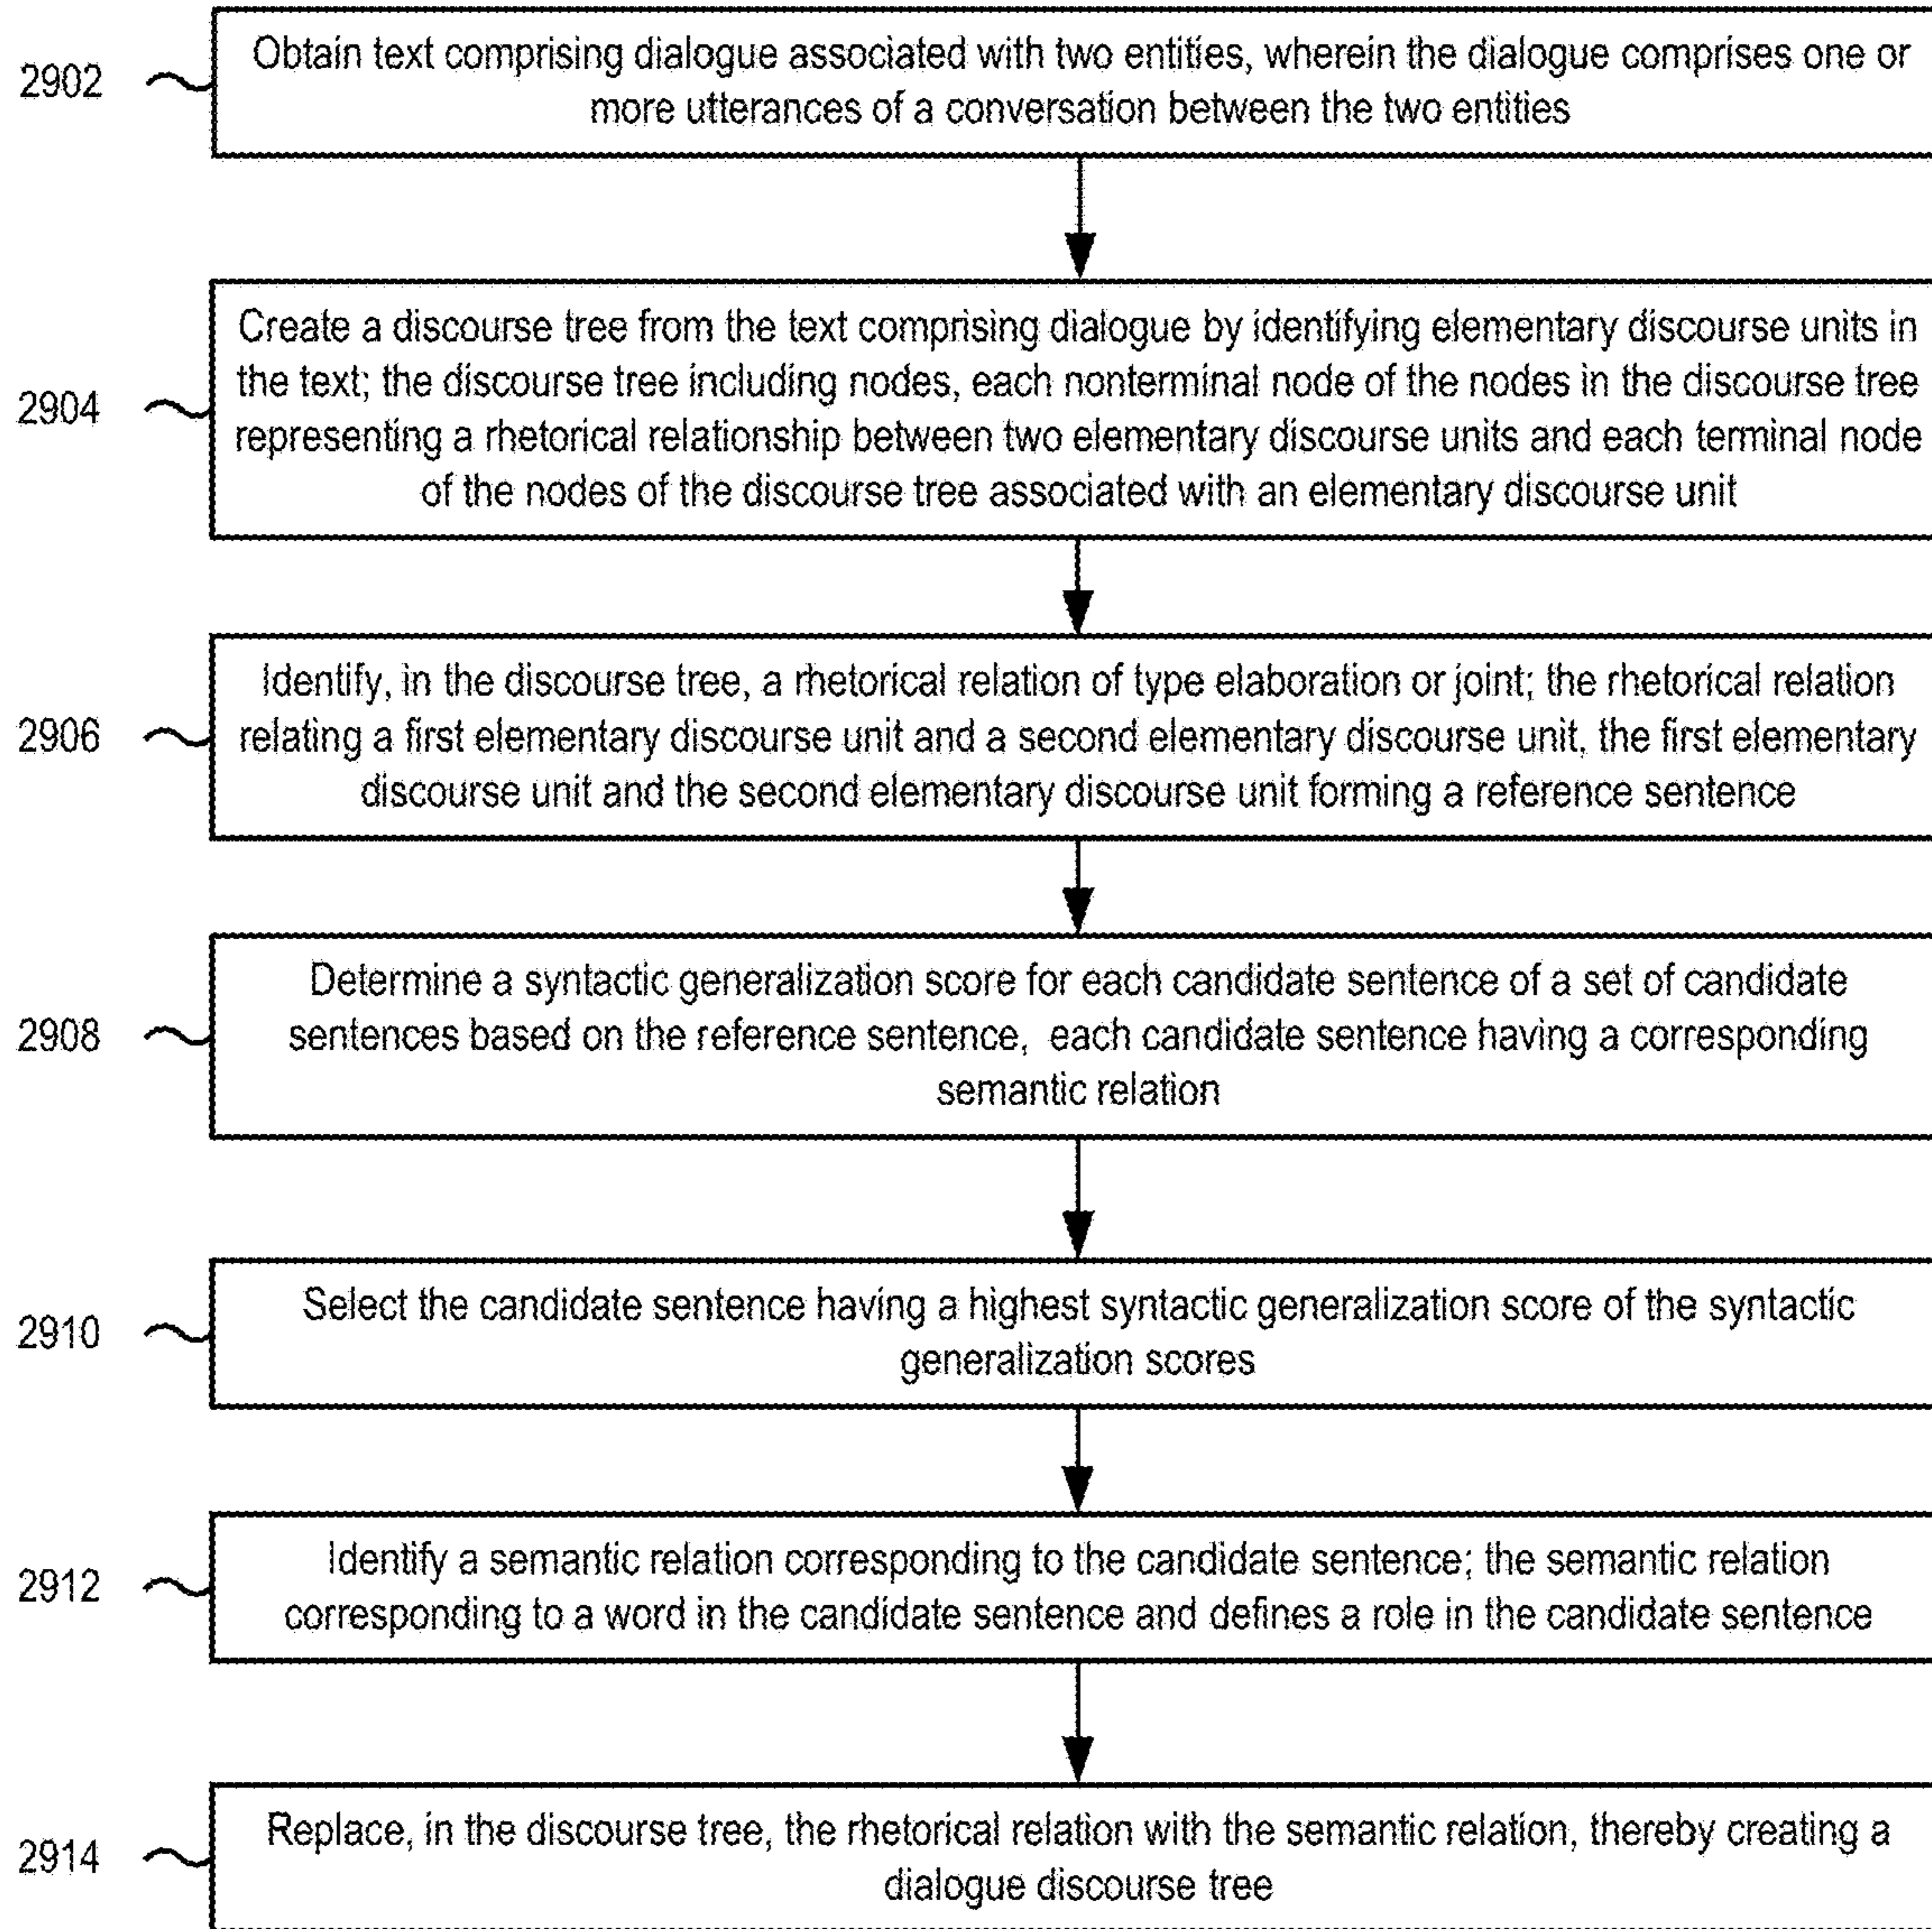 2902
Obtain text comprising dialogue associated with two entities, wherein the dialogue comprises one or
more utterances of a conversation between the two entities
2904
Create a discourse tree from the text comprising dialogue by identifying elementary discourse units in
the text; the discourse tree including nodes, each nonterminal node of the nodes in the discourse tree
representing a rhetorical relationship between two elementary discourse units and each terminal node
of the nodes of the discourse tree associated with an elementary discourse unit
2906
Identify, in the discourse tree, a rhetorical relation of type elaboration or joint; the rhetorical relation
relating a first elementary discourse unit and a second elementary discourse unit, the first elementary
discourse unit and the second elementary discourse unit forming a reference sentence
2908
Determine a syntactic generalization score for each candidate sentence of a set of candidate
sentences based on the reference sentence, each candidate sentence having a corresponding
semantic relation
2910
Select the candidate sentence having a highest syntactic generalization score of the syntactic
generalization scores
2912
Identify a semantic relation corresponding to the candidate sentence; the semantic relation
corresponding to a word in the candidate sentence and defines a role in the candidate sentence
2914
Replace, in the discourse tree, the rhetorical relation with the semantic relation, thereby creating a
dialogue discourse tree